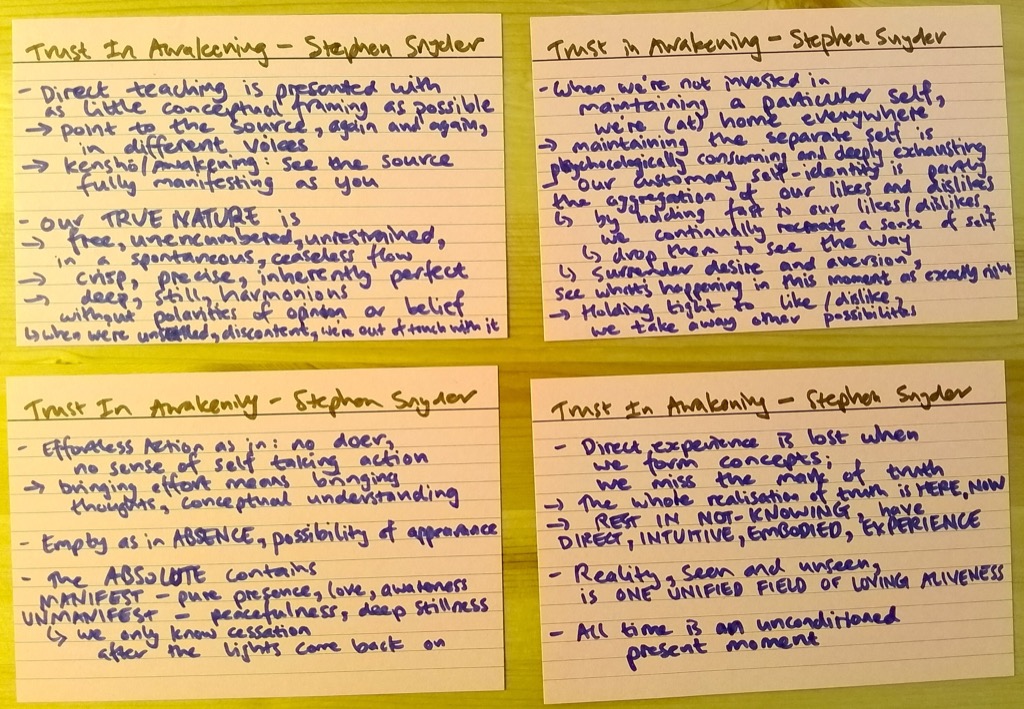 Trust In Awakening - Stephen Snyder
- Direct teaching is presented with
as little conceptual framing as possible
→ point to the source, again and again,
in different voices
→ kenshō/Awakening: see the source
fully manifesting as you
- Our TRUE NATURE is
→ free, unencumbered, unrestrained,
in a spontaneous, ceaseless flow
→ crisp, precise, inherently perfect
→ deep, still, harmonious
without polarities of opinion or belief
↳ when we're unsettled, discontent, we're out of touch with it
Trust in Awakening - Stephen Snyder
- When we're not invested in
maintaining a particular self,
we're (at) home everywhere
→ maintaining the separate self is
psychocologically consuming and deeply exhausting
→ Our customary self-identity is partly
the aggregation of our likes and dislikes
↳ by holding fast to our likes/dislikes,
we continually recreate a sense of self
↳ drop them to see the way
↳ Surrender desire and aversion,
see what's happening in this moment as exactly right
→ Holding tight to like/dislike,
we take away other possibilities
Trust In Awakening - Stephen Snyder
- Effortless Action as in: no doer,
no sense of self taking action
→ bringing effort means bringing
thoughts, conceptual understanding
- Empty as in ABSENCE, possibility of appearance
- The ABSOLUTE contains
MANIFEST - pure presence, love, awareness
UNMANIFEST - peacefulness, deep stillness
↳ we only know cessation
after the lights come back on
Trust In Awakening - Stephen Snyder
- Direct experience is lost when
we form concepts;
we miss the mark of truth
→ The whole realisation of truth is HERE, NOW
→ REST IN NOT-KNOWING, have
DIRECT, INTUITIVE, EMBODIED, EXPERIENCE
- Reality, seen and unseen,
is ONE UNIFIED FIELD OF LOVING ALIVENESS
- All time is an unconditioned
present moment